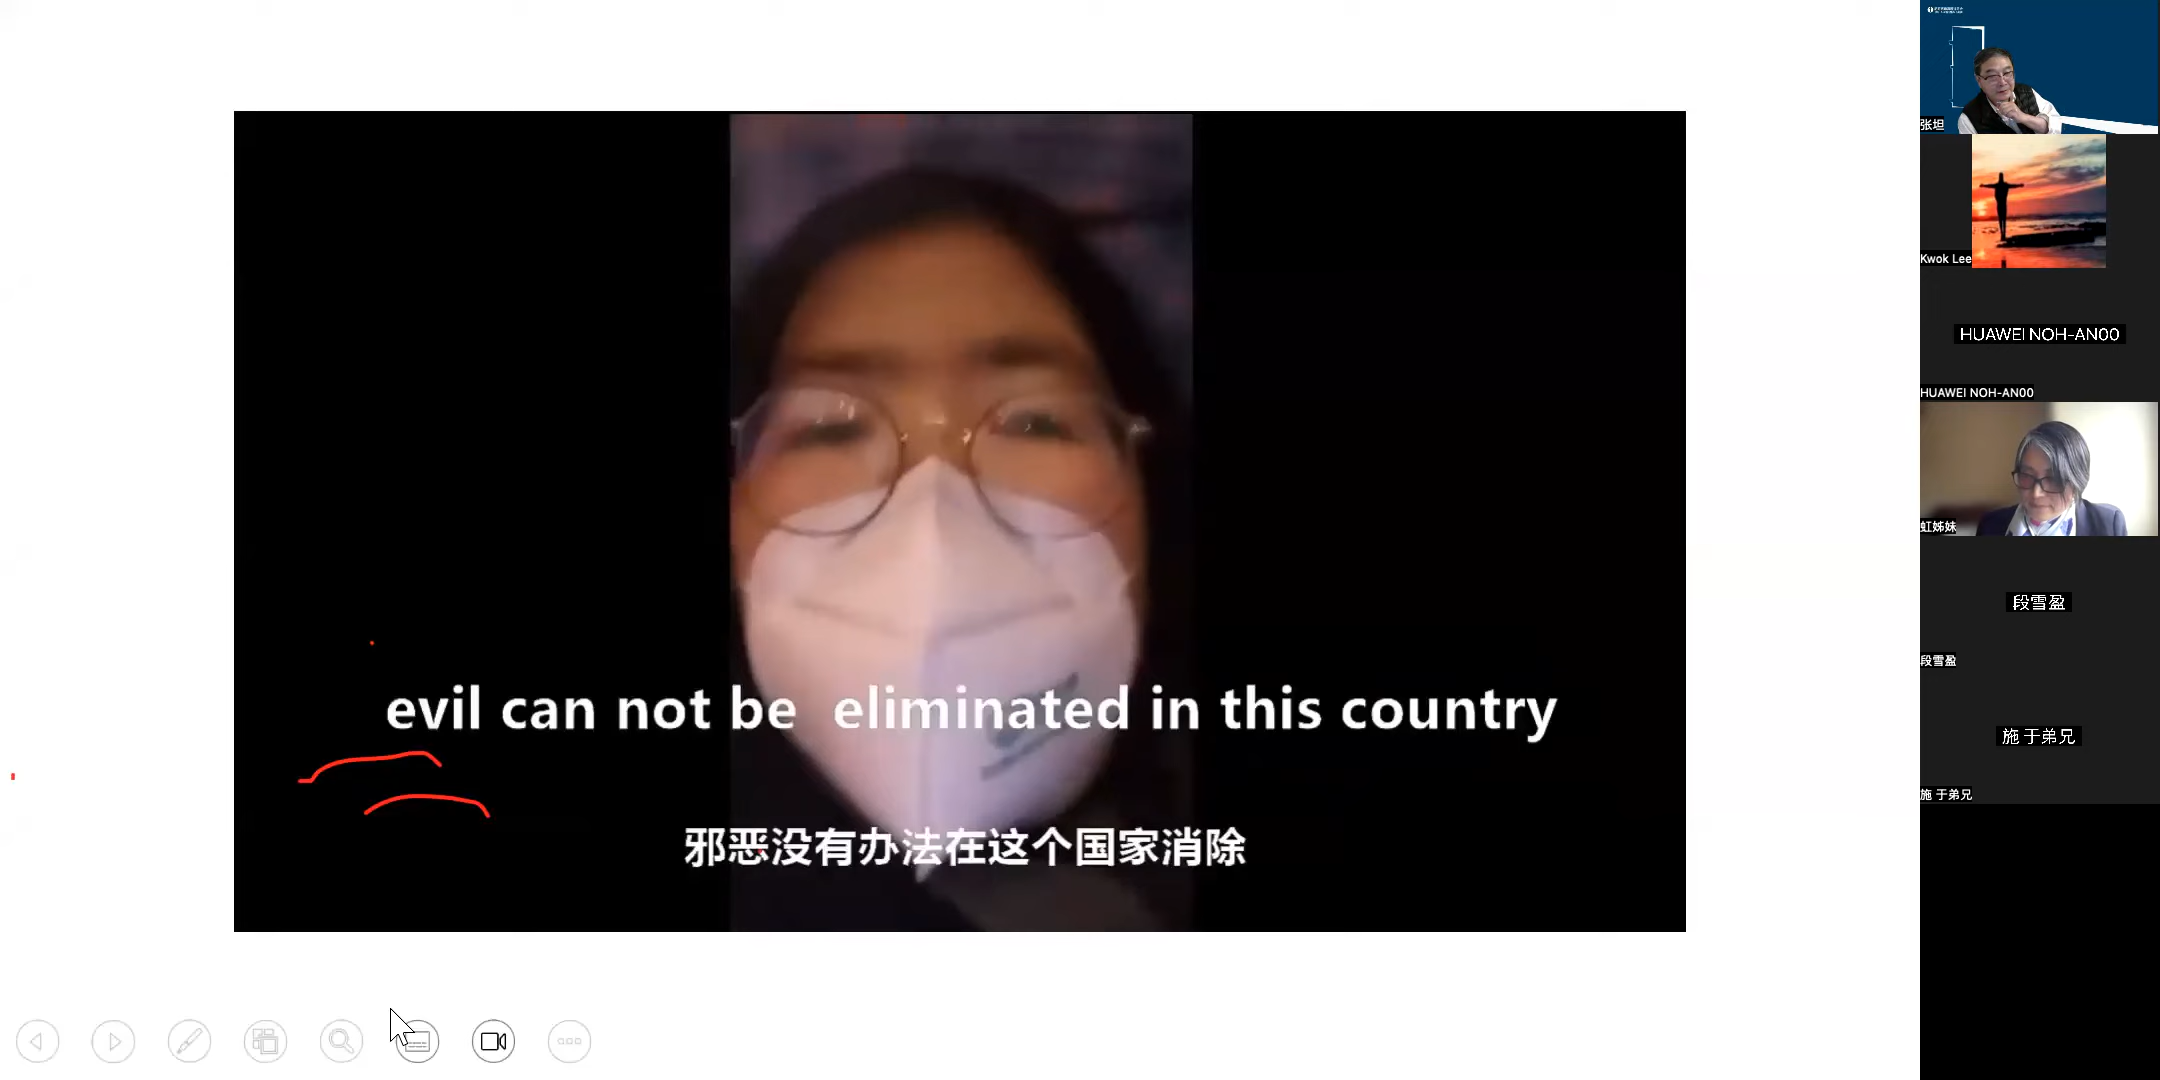 evil can not be  eliminated in this country
邪恶没有办法在这个国家消除
张坦
Kwok Lee
HUAWEI NOH-AN00
HUAWEI NOH-AN00
虹姊妹
段雪盈
段雪盈
施 于弟兄
施 于弟兄